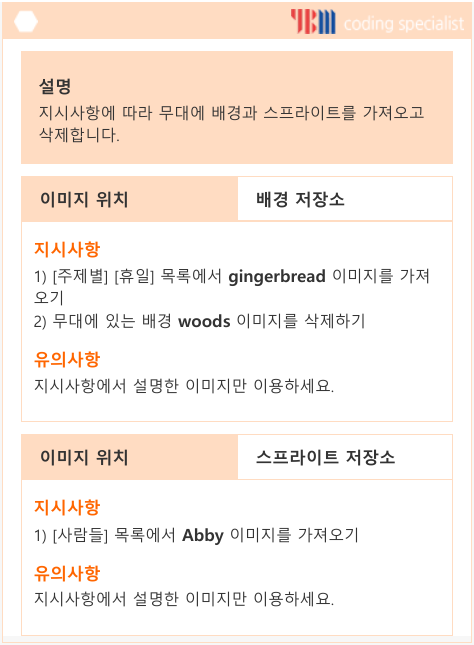 YBM coding specialist
설명
지시사항에 따라 무대에 배경과 스프라이트를 가져오고
삭제합니다.
이미지 위치 배경 저장소
지시사항
1) [주제별] [휴일] 목록에서 gingerbread 이미지를 가져
오기
2) 무대에 있는 배경 woods 이미지를 삭제하기
유의사항
지시사항에서 설명한 이미지만 이용하세요.
이미지 위치 스프라이트 저장소
지시사항
1) [사람들] 목록에서 Abby 이미지를 가져오기
유의사항
지시사항에서 설명한 이미지만 이용하세요.